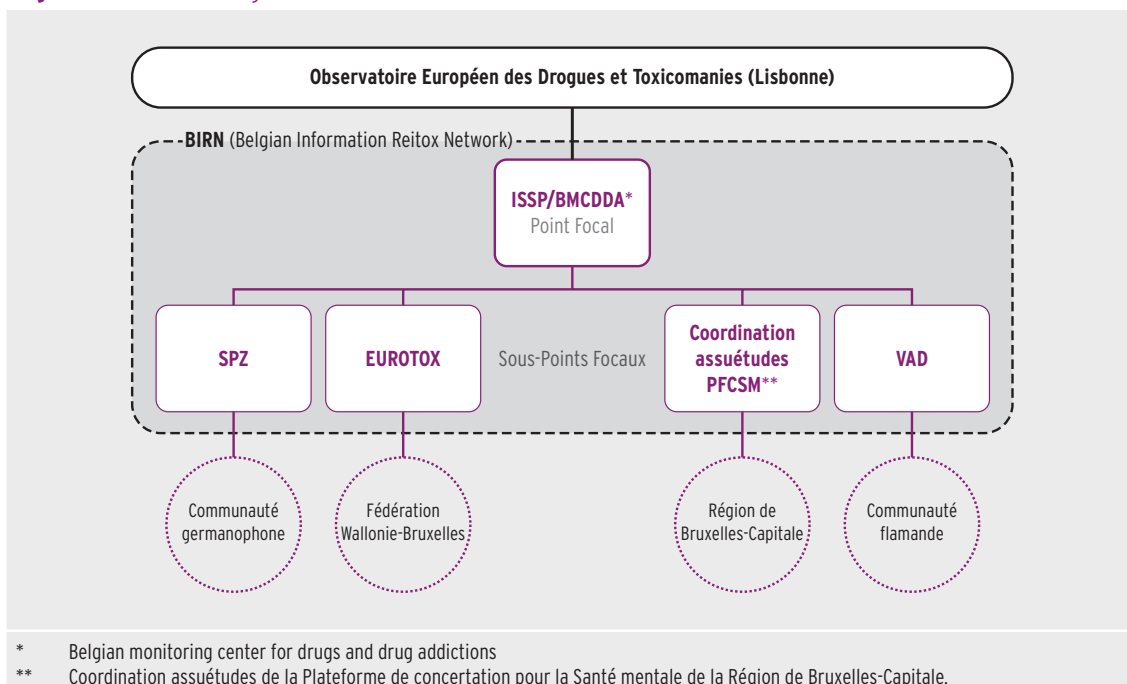 Observatoire Européen des Drogues et Toxicomanies (Lisbonne)
BIRN (Belgian Information Reitox Network)
ISSP/BMCDDA*
Point Focal
SPZ
EUROTOX
Sous-Points Focaux
Coordination
assuétudes
PFCSM**
VAD
Communauté
germanophone
Fédération
Wallonie-Bruxelles
Région de
Bruxelles-Capitale
Communauté
flamande
* Belgian monitoring center for drugs and drug addictions
** Coordination assuétudes de la Plateforme de concertation pour la Santé mentale de la Région de Bruxelles-Capitale.